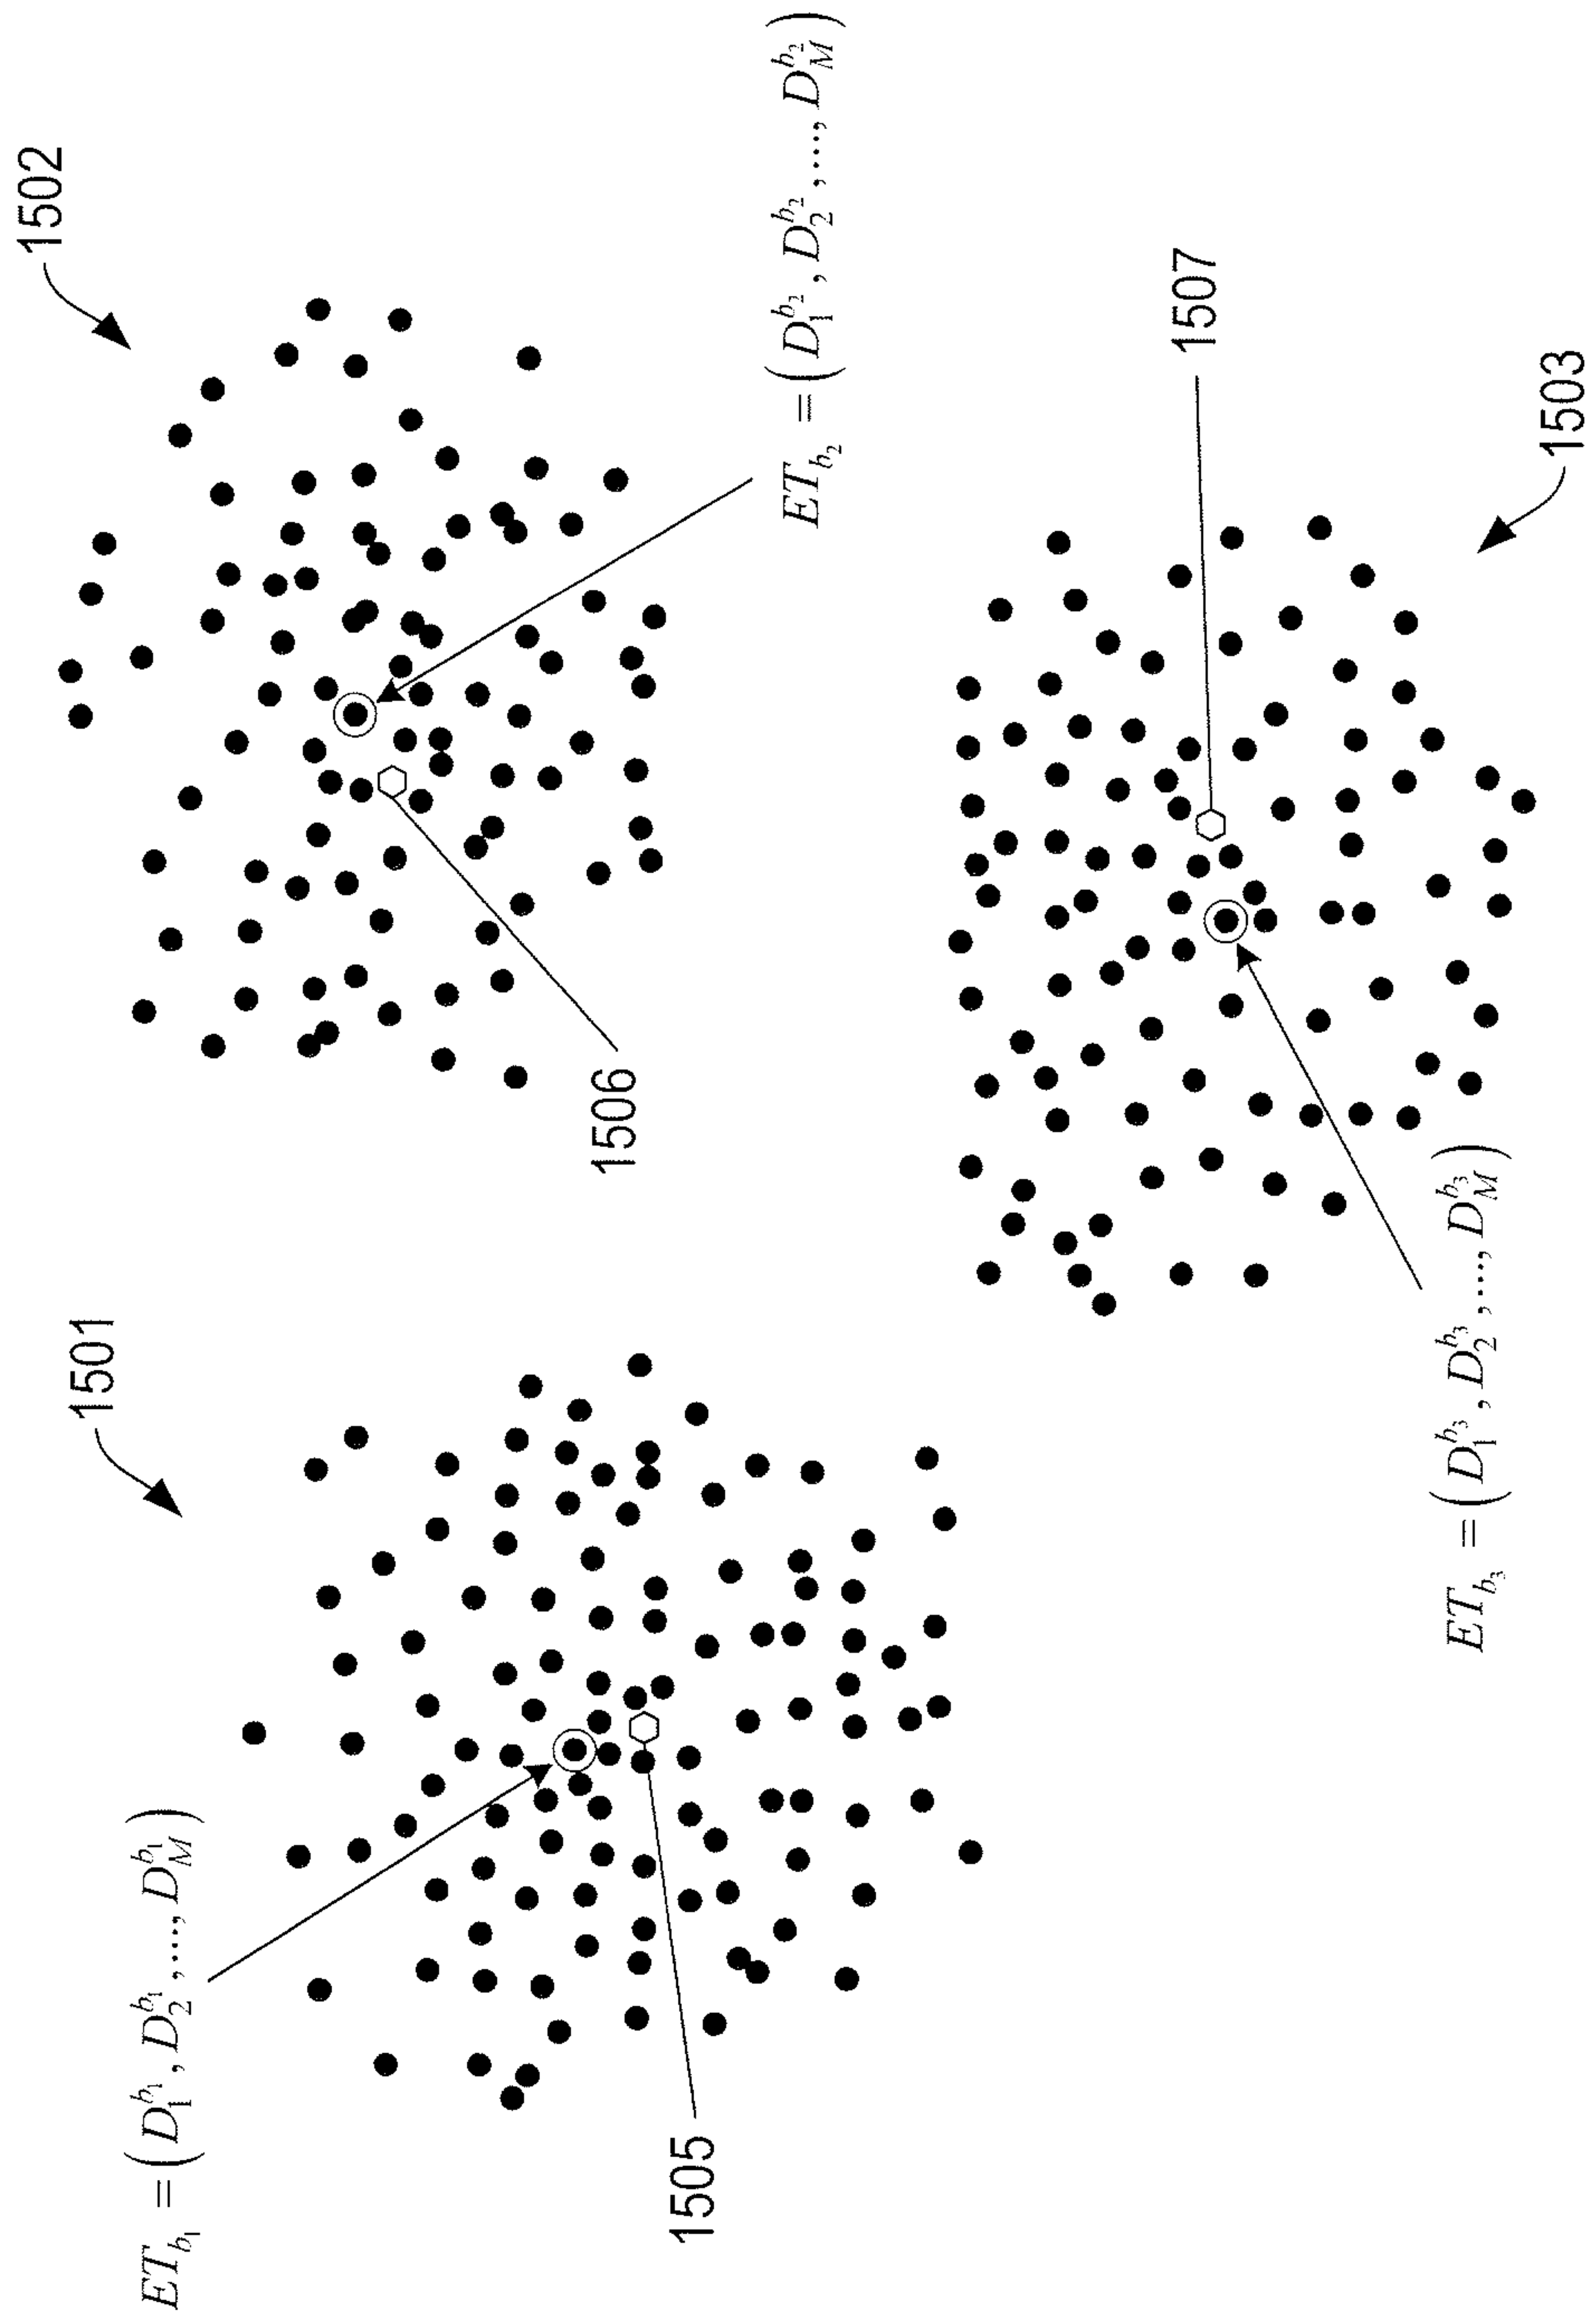 1501
1502
ET_{b_1} = (D_1^{b_1}, D_2^{b_1}, ..., D_M^{b_1})
1505
1506
ET_{b_2} = (D_1^{b_2}, D_2^{b_2}, ..., D_M^{b_2})
1507
ET_{b_3} = (D_1^{b_3}, D_2^{b_3}, ..., D_M^{b_3})
1503